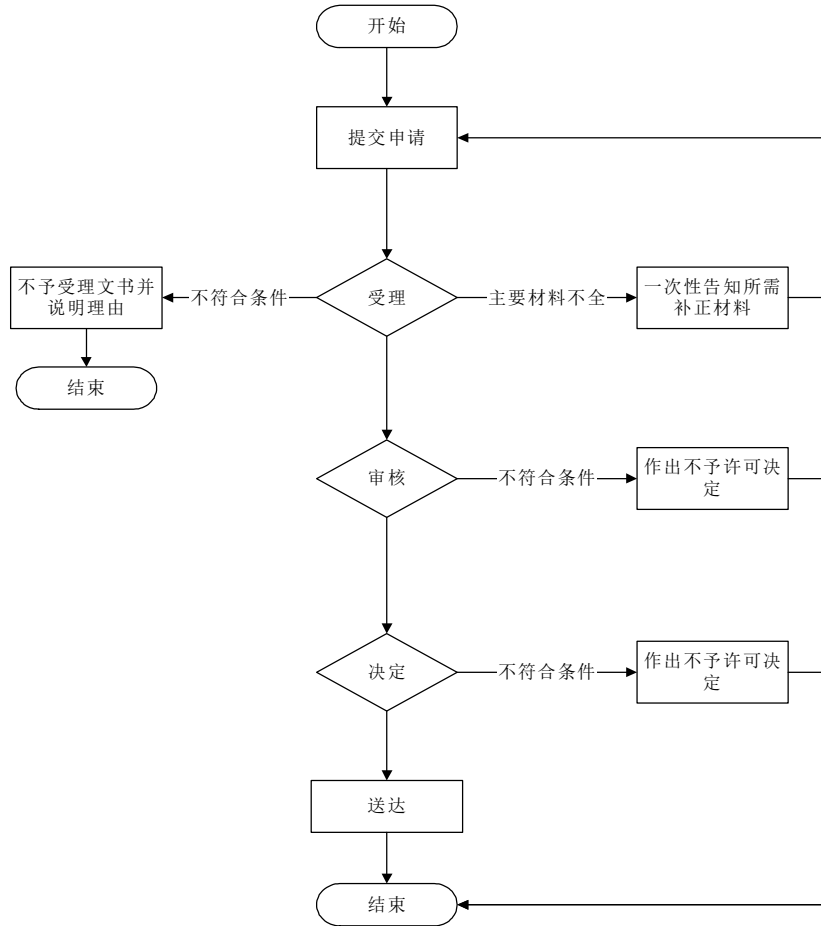 开始
提交申请
不予受理文书并
说明理由
不符合条件
受理
主要材料不全
一次性告知所需
补正材料
结束
审核
不符合条件
作出不予许可决
定
决定
不符合条件
作出不予许可决
定
送达
结束